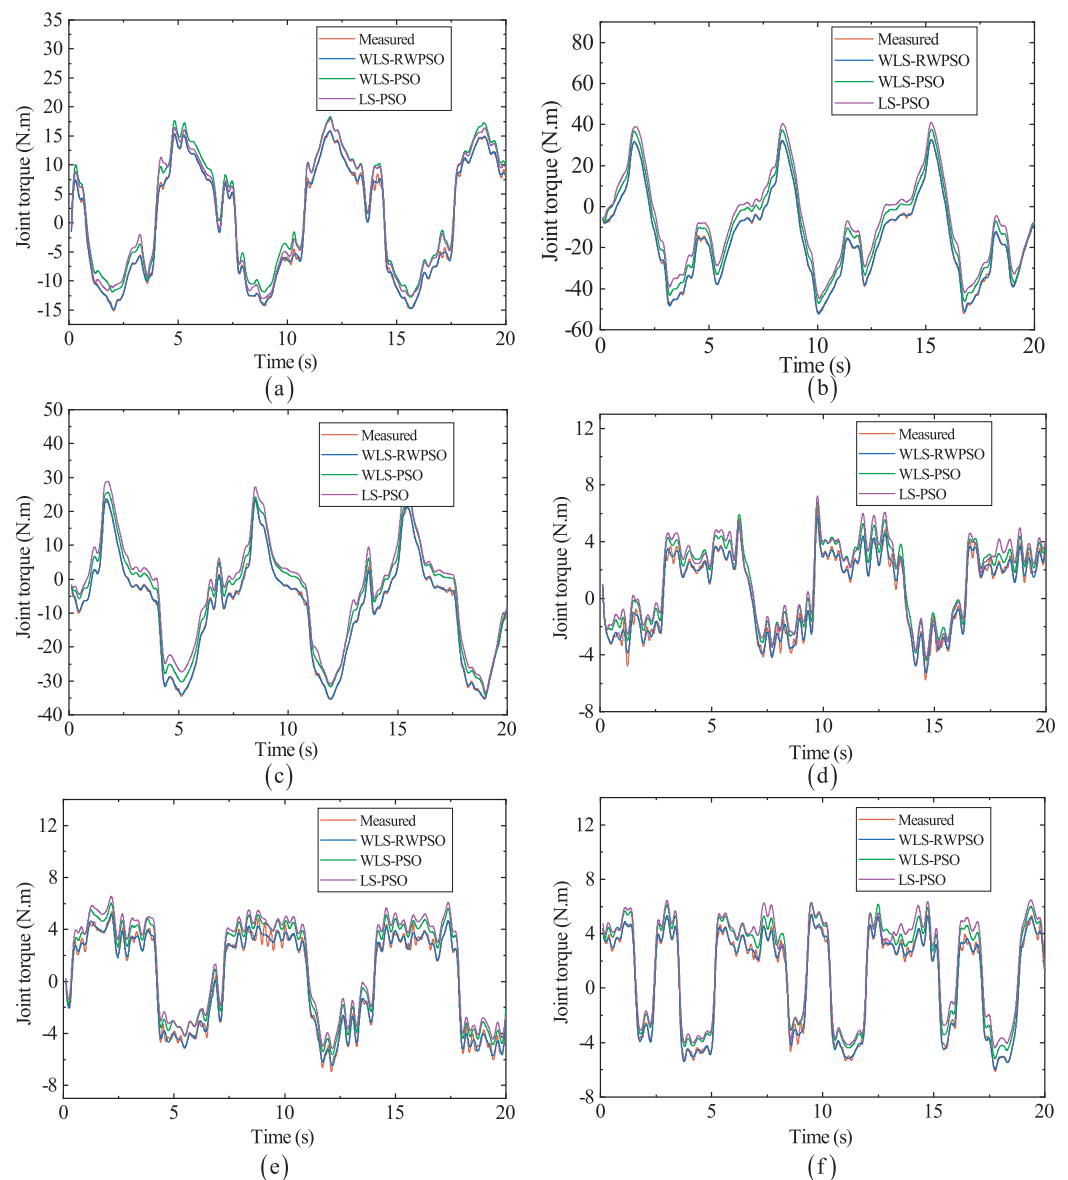 35
30
25
20
15
10
5
0
-5
-10
-15
Joint torque (N.m)
Measured
WLS-RWPSO
WLS-PSO
LS-PSO
0 5 10 15 20
Time (s)
(a)
80
60
40
20
0
-20
-40
-60
Joint torque (N.m)
Measured
WLS-RWPSO
WLS-PSO
LS-PSO
0 5 10 15 20
Time (s)
(b)
50
40
30
20
10
0
-10
-20
-30
-40
Joint torque (N.m)
Measured
WLS-RWPSO
WLS-PSO
LS-PSO
0 5 10 15 20
Time (s)
(c)
12
8
4
0
-4
-8
Joint torque (N.m)
Measured
WLS-RWPSO
WLS-PSO
LS-PSO
0 5 10 15 20
Time (s)
(d)
12
8
4
0
-4
-8
Joint torque (N.m)
Measured
WLS-RWPSO
WLS-PSO
LS-PSO
0 5 10 15 20
Time (s)
(e)
12
8
4
0
-4
-8
Joint torque (N.m)
Measured
WLS-RWPSO
WLS-PSO
LS-PSO
0 5 10 15 20
Time (s)
(f)